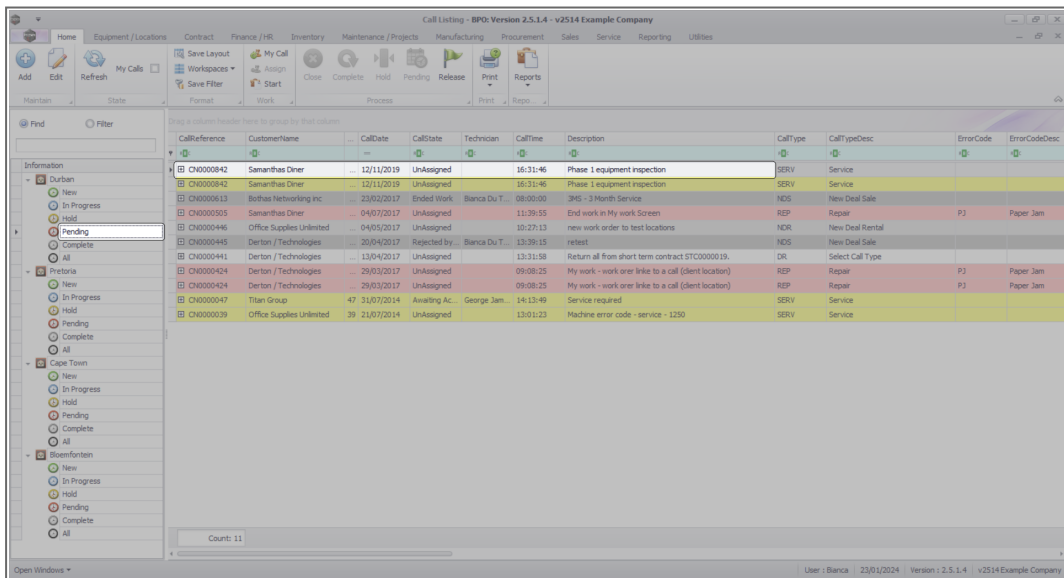 Call Listing - BPO: Version 2.5.1.4 - v2514 Example Company
Home Equipment / Locations Contract Finance / HR Inventory Maintenance / Projects Manufacturing Procurement Sales Service Reporting Utilities
Add Edit Refresh My Calls Save Layout Workspaces Save Filter My Call Assign Start Close Complete Hold Pending Release Print Reports
Maintain State Format Work Process Print Repo...
Find Filter
Drag a column header here to group by that column
CallReference CustomerName ... CallDate CallState Technician CallTime Description CallType CallTypeDesc ErrorCode ErrorCodeDesc
CN0000842 Samanthas Diner ... 12/11/2019 UnAssigned 16:31:46 Phase 1 equipment inspection SERV Service
CN0000842 Samanthas Diner ... 12/11/2019 UnAssigned 16:31:46 Phase 1 equipment inspection SERV Service
CN0000613 Bothas Networking inc ... 23/02/2017 Ended Work Bianca Du T... 08:00:00 3MS - 3 Month Service NDS New Deal Sale
CN0000505 Samanthas Diner ... 04/07/2017 UnAssigned 11:39:55 End work in My work Screen REP Repair PJ Paper Jam
CN0000446 Office Supplies Unlimited ... 04/05/2017 UnAssigned 10:27:13 new work order to test locations NDR New Deal Rental
CN0000445 Derton / Technologies ... 20/04/2017 Rejected by... Bianca Du T... 13:39:15 retest NDS New Deal Sale
CN0000441 Derton / Technologies ... 13/04/2017 UnAssigned 13:31:58 Return all from short term contract STC0000019. DR Select Call Type
CN0000424 Derton / Technologies ... 29/03/2017 UnAssigned 09:08:25 My work - work orer linke to a call (client location) REP Repair PJ Paper Jam
CN0000424 Derton / Technologies ... 29/03/2017 UnAssigned 09:08:25 My work - work orer linke to a call (client location) REP Repair PJ Paper Jam
CN0000047 Titan Group 47 31/07/2014 Awaiting Ac... George Jam... 14:13:49 Service required SERV Service
CN0000039 Office Supplies Unlimited 39 21/07/2014 UnAssigned 13:01:23 Machine error code - service - 1250 SERV Service
Information
Durban
New
In Progress
Hold
Pending
Complete
All
Pretoria
New
In Progress
Hold
Pending
Complete
All
Cape Town
New
In Progress
Hold
Pending
Complete
All
Bloemfontein
New
In Progress
Hold
Pending
Complete
All
Count: 11
Open Windows User : Bianca 23/01/2024 Version : 2.5.1.4 v2514 Example Company